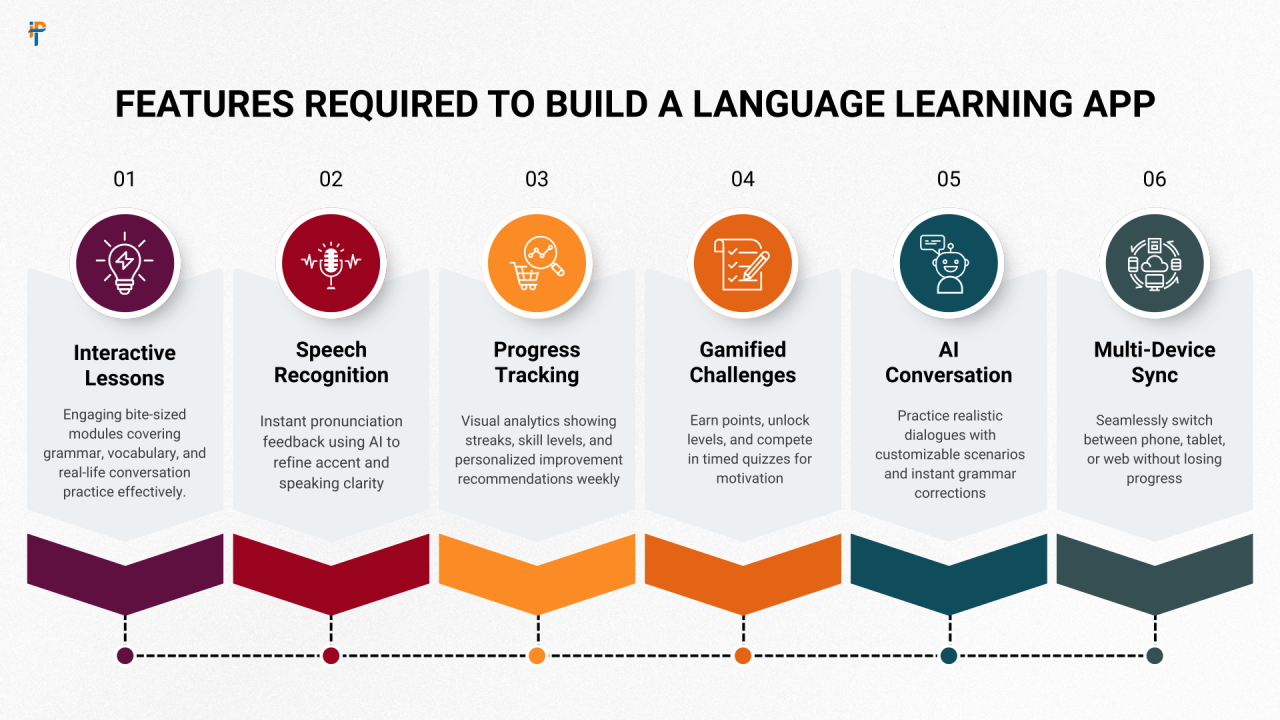 iPT
FEATURES REQUIRED TO BUILD A LANGUAGE LEARNING APP
01
Interactive
Lessons
Engaging bite-sized
modules covering
grammar, vocabulary, and
real-life conversation
practice effectively.
02
Speech
Recognition
Instant pronunciation
feedback using AI to
refine accent and
speaking clarity
03
Progress
Tracking
Visual analytics showing
streaks, skill levels, and
personalized improvement
recommendations weekly
04
Gamified
Challenges
Earn points, unlock
levels, and compete
in timed quizzes for
motivation
05
AI
Conversation
Practice realistic
dialogues with
customizable scenarios
and instant grammar
corrections
06
Multi-Device
Sync
Seamlessly switch
between phone, tablet,
or web without losing
progress